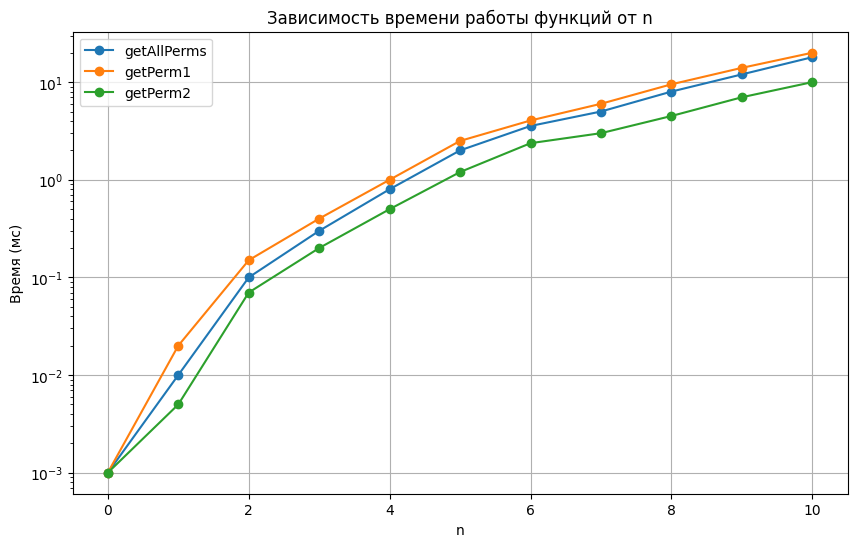 Зависимость времени работы функций от n
getAllPerms
getPerm1
getPerm2
Время (мс)
10¹
10⁰
10⁻¹
10⁻²
10⁻³
0 2 4 6 8 10
n